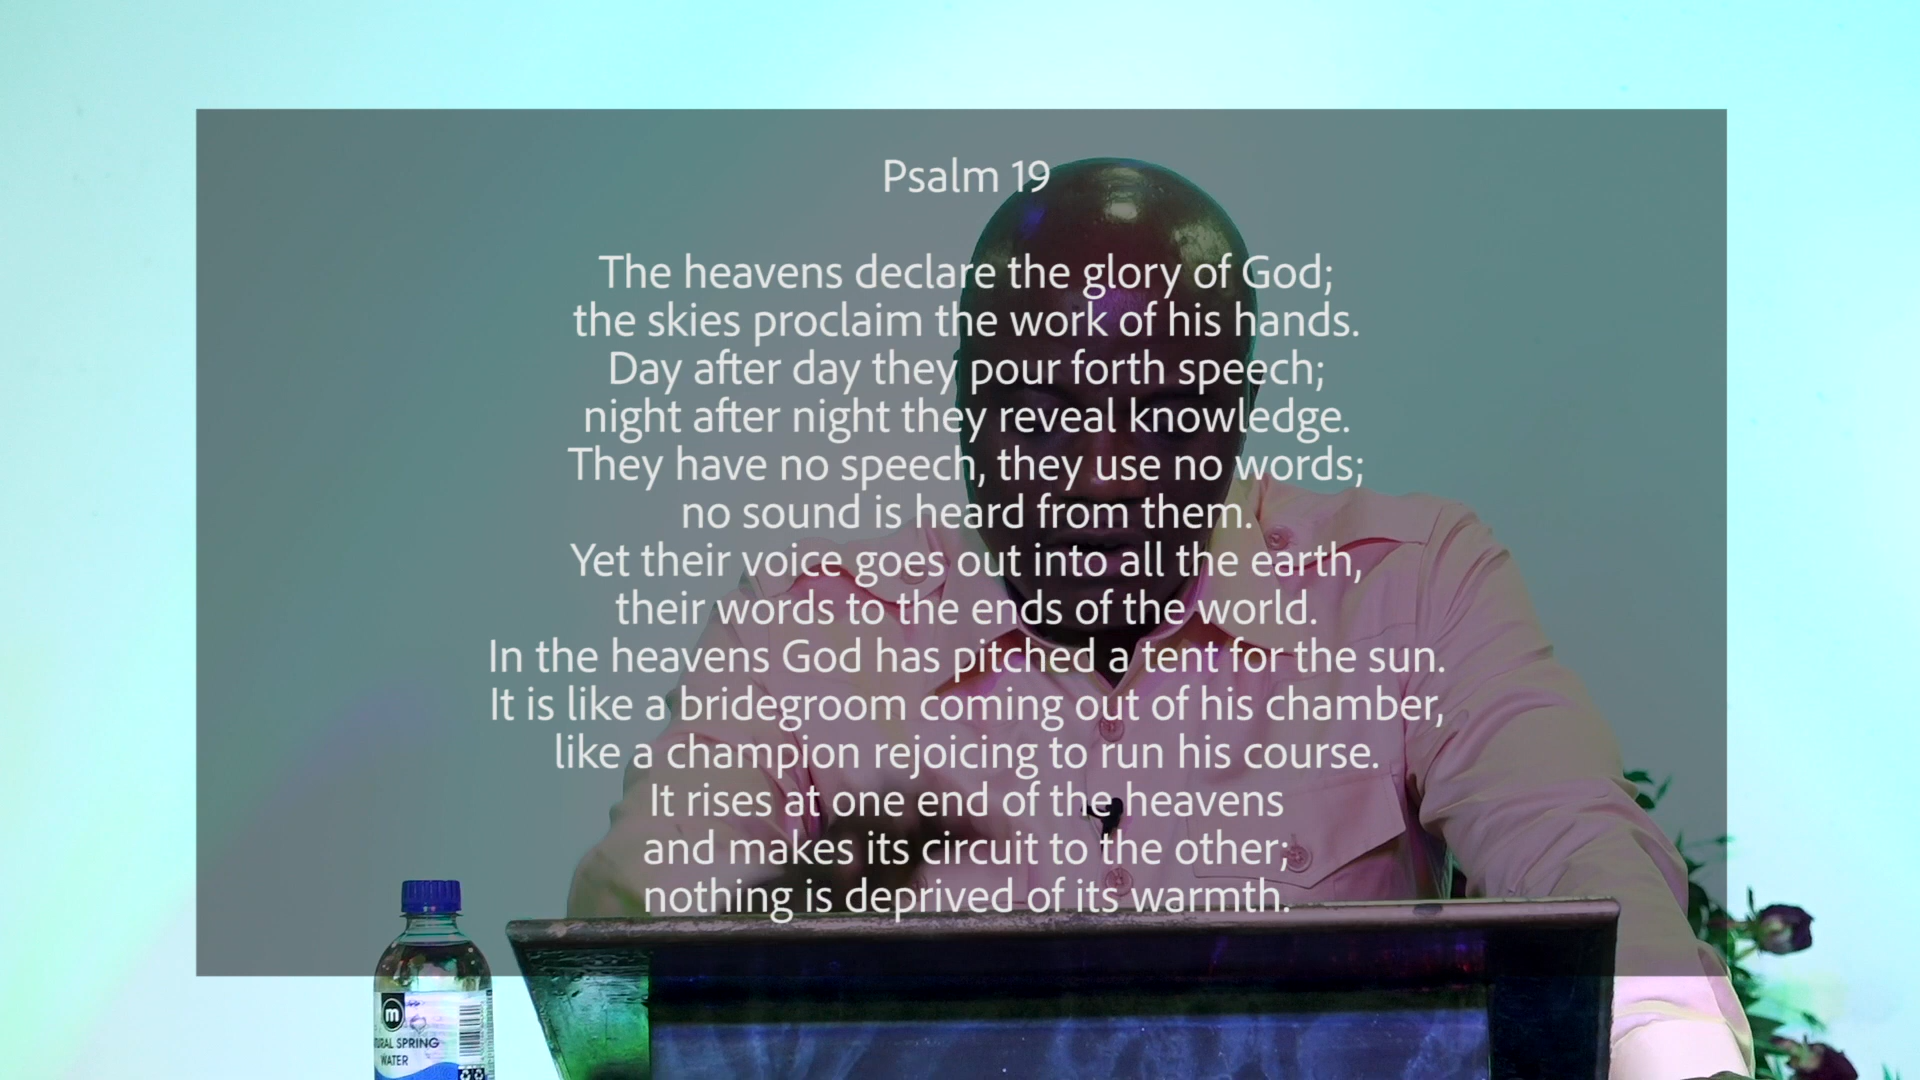 Psalm 19
The heavens declare the glory of God;
the skies proclaim the work of his hands.
Day after day they pour forth speech;
night after night they reveal knowledge.
They have no speech, they use no words;
no sound is heard from them.
Yet their voice goes out into all the earth,
their words to the ends of the world.
In the heavens God has pitched a tent for the sun.
It is like a bridegroom coming out of his chamber,
like a champion rejoicing to run his course.
It rises at one end of the heavens
and makes its circuit to the other;
nothing is deprived of its warmth.
m
TURAL SPRING
WATER